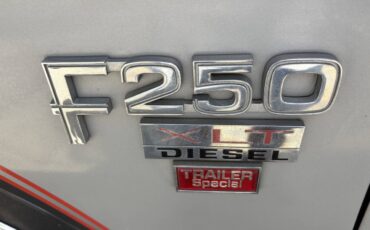 F250
XLT
DIESEL
TRAILER
Special